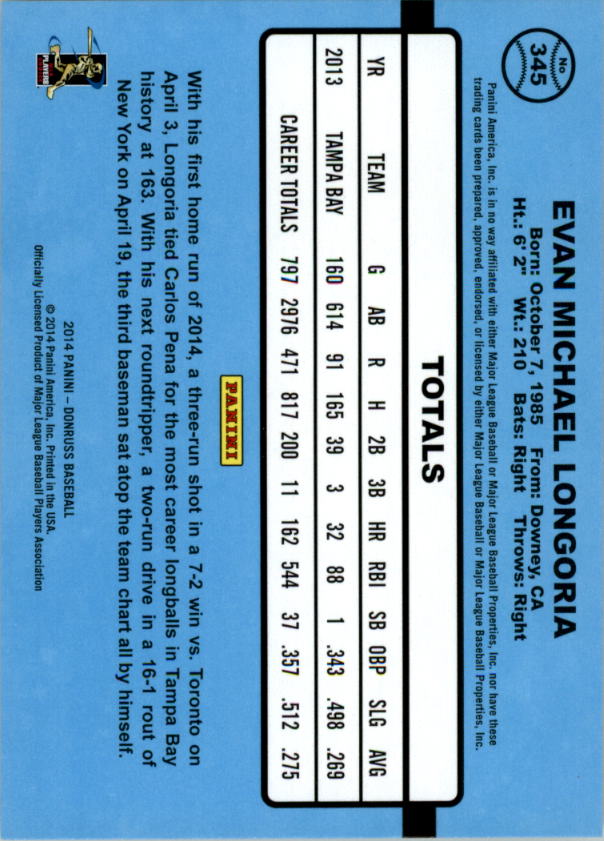 No
345
EVAN MICHAEL LONGORIA
Born: October 7, 1985 From: Downey, CA
Ht.: 6' 2" Wt.: 210 Bats: Right Throws: Right
Panini America, Inc. is in no way affiliated with either Major League Baseball or Major League Baseball Properties, Inc. nor have these
trading cards been prepared, approved, endorsed, or licensed by either Major League Baseball or Major League Baseball Properties, Inc.
TOTALS
YR TEAM G AB R H 2B 3B HR RBI SB OBP SLG AVG
2013 TAMPA BAY 160 614 91 165 39 3 32 88 1 .343 .498 .269
CAREER TOTALS 797 2976 471 817 200 11 162 544 37 .357 .512 .275
PANINI
With his first home run of 2014, a three-run shot in a 7-2 win vs. Toronto on
April 3, Longoria tied Carlos Pena for the most career longballs in Tampa Bay
history at 163. With his next roundtripper, a two-run drive in a 16-1 rout of
New York on April 19, the third baseman sat atop the team chart all by himself.
PLAYERS
2014 PANINI – DONRUSS BASEBALL
© 2014 Panini America, Inc. Printed in the USA.
Officially Licensed Product of Major League Baseball Players Association